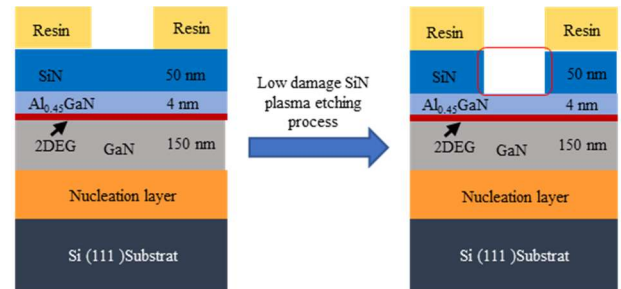 Resin Resin
SiN 50 nm
Al0.45GaN 4 nm
2DEG GaN 150 nm
Nucleation layer
Si (111 )Substrat
Low damage SiN
plasma etching
process
Resin Resin
SiN 50 nm
Al0.45GaN 4 nm
2DEG GaN 150 nm
Nucleation layer
Si (111 )Substrat